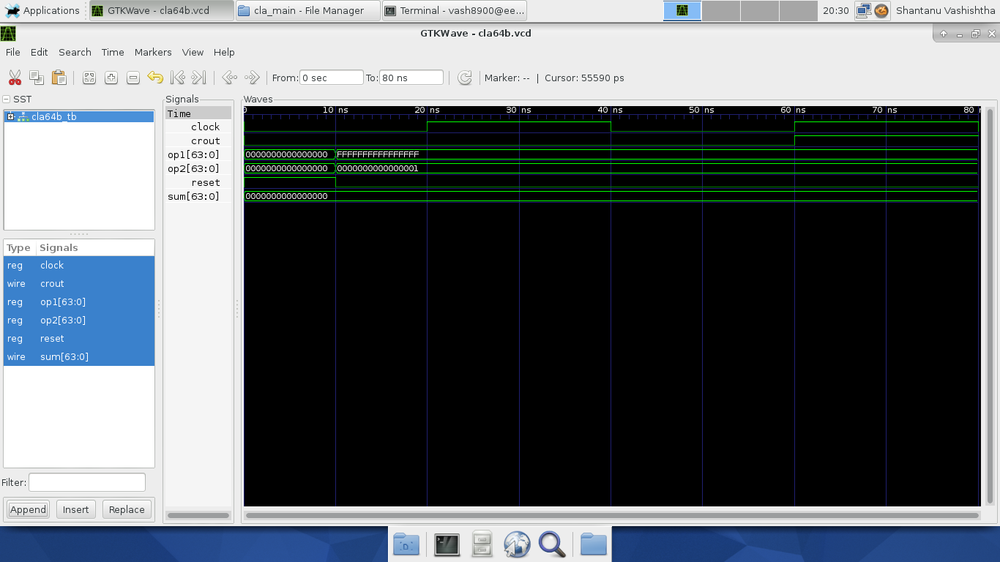 Applications GTKWave - cla64b.vcd cla_main - File Manager Terminal - vash8900@ee... 20:30 Shantanu Vashishtha
GTKWave - cla64b.vcd
File Edit Search Time Markers View Help
From: 0 sec To: 80 ns Marker: -- | Cursor: 55590 ps
SST
cla64b_tb
Type Signals
reg clock
wire crout
reg op1[63:0]
reg op2[63:0]
reg reset
wire sum[63:0]
Filter:
Append Insert Replace
Signals
Time
clock
crout
op1[63:0]
op2[63:0]
reset
sum[63:0]
Waves
0 10 ns 20 ns 30 ns 40 ns 50 ns 60 ns 70 ns 80
0000000000000000 FFFFFFFFFFFFFFFF
0000000000000000 0000000000000001
0000000000000000